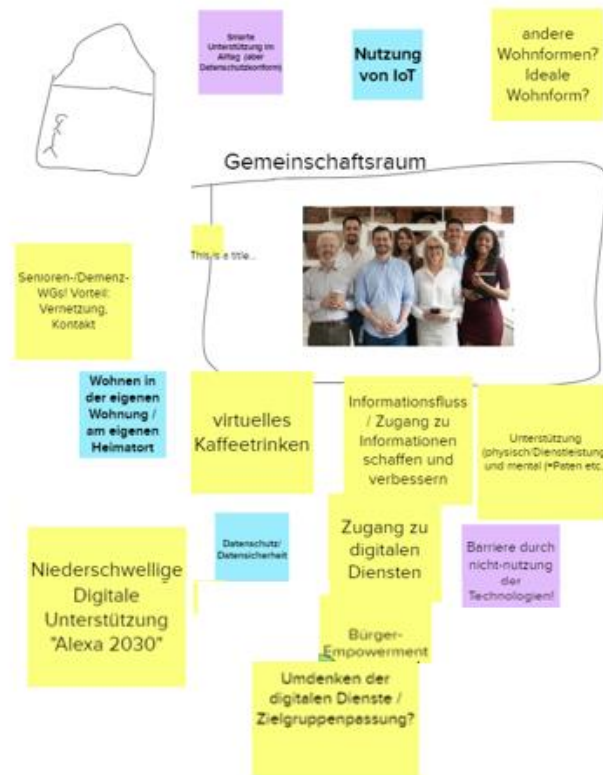 Smarte
Unterstützung im
Alltag (aber
Datenschutzkonform)
Nutzung
von IoT
andere
Wohnformen?
Ideale
Wohnform?
Gemeinschaftsraum
This is a title...
Senioren-/Demenz-
WGs! Vorteil:
Vernetzung,
Kontakt
Wohnen in
der eigenen
Wohnung /
am eigenen
Heimatort
virtuelles
Kaffeetrinken
Informationsfluss
/ Zugang zu
Informationen
schaffen und
verbessern
Unterstützung
(physisch/Dienstleistung)
und mental (=Paten etc.
Niederschwellige
Digitale
Unterstützung
"Alexa 2030"
Datenschutz/
Datensicherheit
Zugang zu
digitalen
Diensten
Barriere durch
nicht-nutzung
der
Technologien!
Bürger-
Empowerment
Umdenken der
digitalen Dienste /
Zielgruppenpassung?